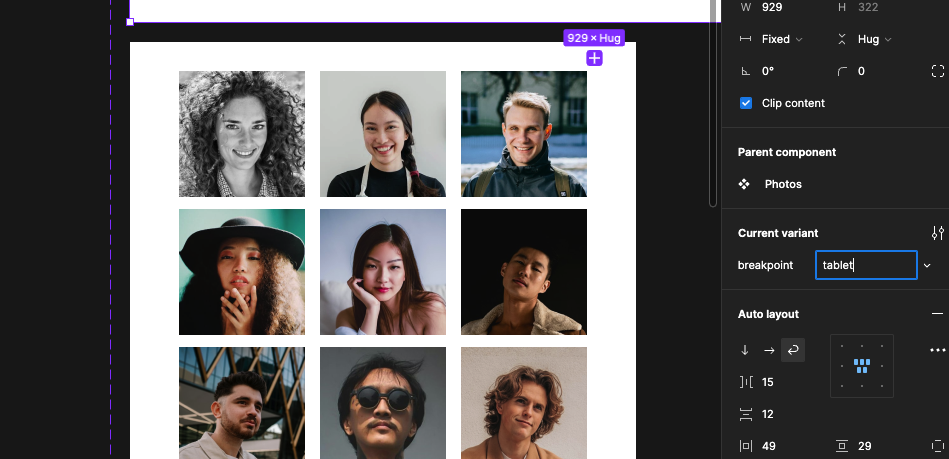 W 929 H 322
929 × Hug
Fixed Hug
0° 0
Clip content
Parent component
Photos
Current variant
breakpoint tablet
Auto layout
15
12
49 29